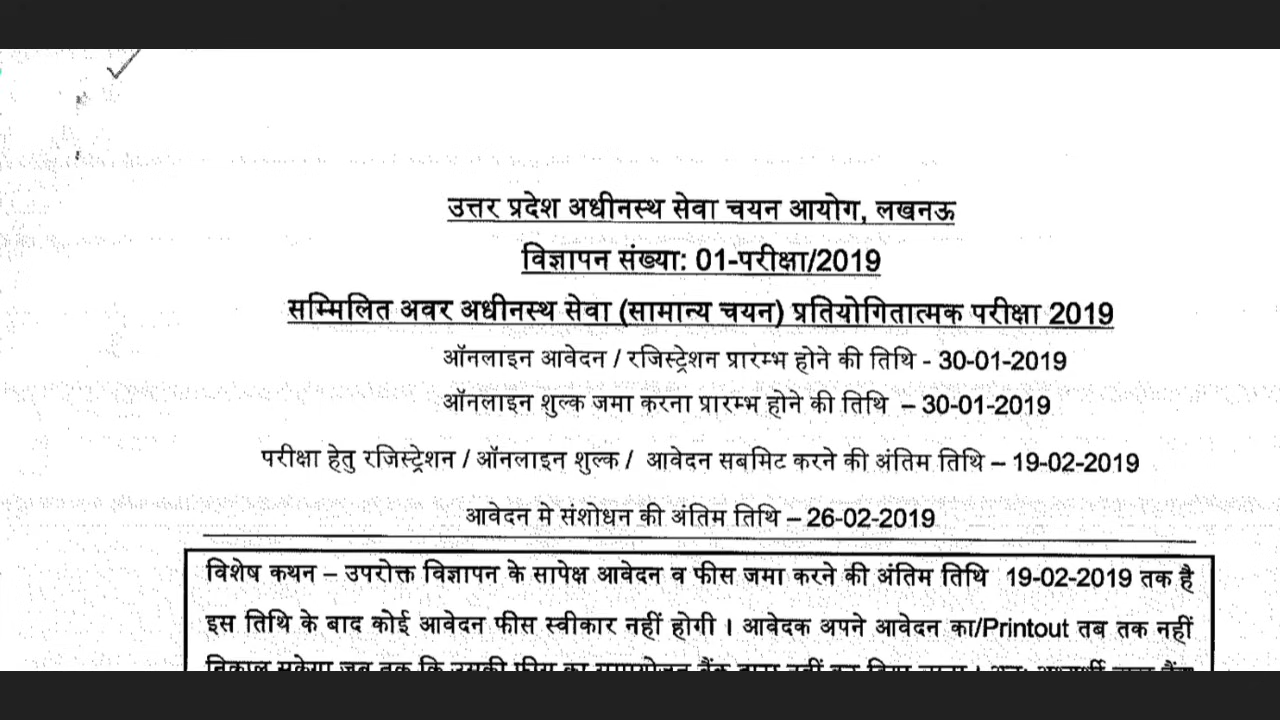 उत्तर प्रदेश अधीनस्थ सेवा चयन आयोग, लखनऊ
विज्ञापन संख्या: 01-परीक्षा/2019
सम्मिलित अवर अधीनस्थ सेवा (सामान्य चयन) प्रतियोगितात्मक परीक्षा 2019
ऑनलाइन आवेदन / रजिस्ट्रेशन प्रारम्भ होने की तिथि - 30-01-2019
ऑनलाइन शुल्क जमा करना प्रारम्भ होने की तिथि – 30-01-2019
परीक्षा हेतु रजिस्ट्रेशन / ऑनलाइन शुल्क / आवेदन सबमिट करने की अंतिम तिथि – 19-02-2019
आवेदन मे संशोधन की अंतिम तिथि – 26-02-2019
विशेष कथन – उपरोक्त विज्ञापन के सापेक्ष आवेदन व फीस जमा करने की अंतिम तिथि 19-02-2019 तक है
इस तिथि के बाद कोई आवेदन फीस स्वीकार नहीं होगी । आवेदक अपने आवेदन का/Printout तब तक नहीं